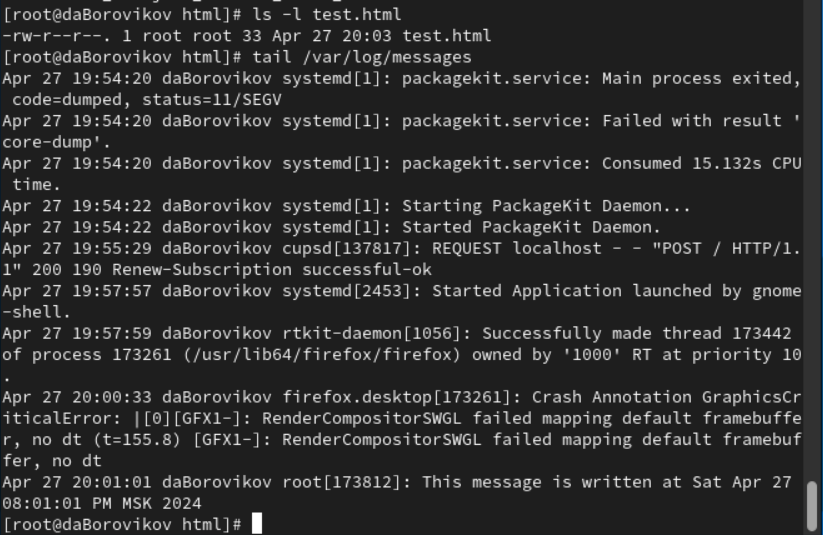 [root@daBorovikov html]# ls -l test.html
-rw-r--r--. 1 root root 33 Apr 27 20:03 test.html
[root@daBorovikov html]# tail /var/log/messages
Apr 27 19:54:20 daBorovikov systemd[1]: packagekit.service: Main process exited,
 code=dumped, status=11/SEGV
Apr 27 19:54:20 daBorovikov systemd[1]: packagekit.service: Failed with result '
core-dump'.
Apr 27 19:54:20 daBorovikov systemd[1]: packagekit.service: Consumed 15.132s CPU
 time.
Apr 27 19:54:22 daBorovikov systemd[1]: Starting PackageKit Daemon...
Apr 27 19:54:22 daBorovikov systemd[1]: Started PackageKit Daemon.
Apr 27 19:55:29 daBorovikov cupsd[137817]: REQUEST localhost - - "POST / HTTP/1.
1" 200 190 Renew-Subscription successful-ok
Apr 27 19:57:57 daBorovikov systemd[2453]: Started Application launched by gnome
-shell.
Apr 27 19:57:59 daBorovikov rtkit-daemon[1056]: Successfully made thread 173442
of process 173261 (/usr/lib64/firefox/firefox) owned by '1000' RT at priority 10
.
Apr 27 20:00:33 daBorovikov firefox.desktop[173261]: Crash Annotation GraphicsCr
iticalError: |[0][GFX1-]: RenderCompositorSWGL failed mapping default framebuffe
r, no dt (t=155.8) [GFX1-]: RenderCompositorSWGL failed mapping default framebuf
fer, no dt
Apr 27 20:01:01 daBorovikov root[173812]: This message is written at Sat Apr 27
08:01:01 PM MSK 2024
[root@daBorovikov html]#